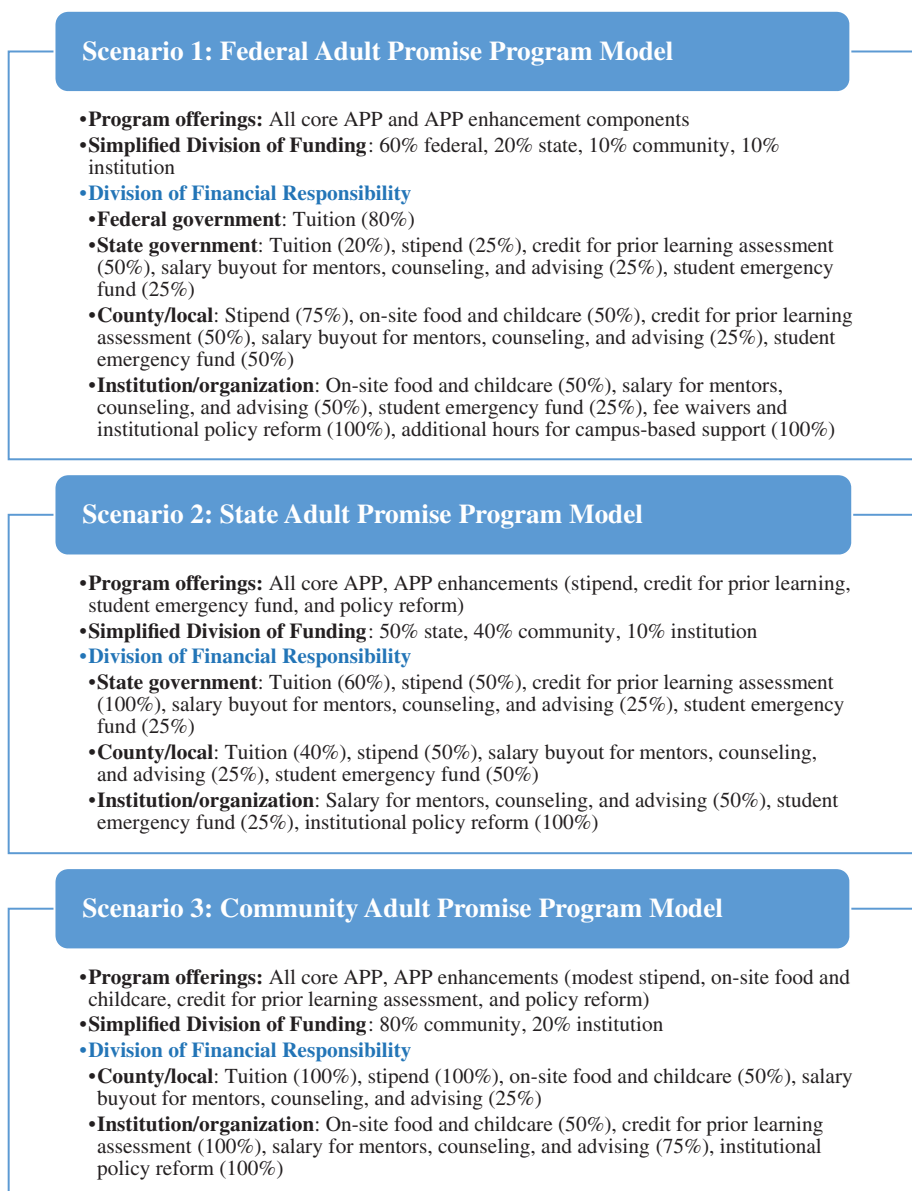 Scenario 1: Federal Adult Promise Program Model
•Program offerings: All core APP and APP enhancement components
•Simplified Division of Funding: 60% federal, 20% state, 10% community, 10%
institution
•Division of Financial Responsibility
•Federal government: Tuition (80%)
•State government: Tuition (20%), stipend (25%), credit for prior learning assessment
(50%), salary buyout for mentors, counseling, and advising (25%), student emergency
fund (25%)
•County/local: Stipend (75%), on-site food and childcare (50%), credit for prior learning
assessment (50%), salary buyout for mentors, counseling, and advising (25%), student
emergency fund (50%)
•Institution/organization: On-site food and childcare (50%), salary for mentors,
counseling, and advising (50%), student emergency fund (25%), fee waivers and
institutional policy reform (100%), additional hours for campus-based support (100%)
Scenario 2: State Adult Promise Program Model
•Program offerings: All core APP, APP enhancements (stipend, credit for prior learning,
student emergency fund, and policy reform)
•Simplified Division of Funding: 50% state, 40% community, 10% institution
•Division of Financial Responsibility
•State government: Tuition (60%), stipend (50%), credit for prior learning assessment
(100%), salary buyout for mentors, counseling, and advising (25%), student emergency
fund (25%)
•County/local: Tuition (40%), stipend (50%), salary buyout for mentors, counseling,
and advising (25%), student emergency fund (50%)
•Institution/organization: Salary for mentors, counseling, and advising (50%), student
emergency fund (25%), institutional policy reform (100%)
Scenario 3: Community Adult Promise Program Model
•Program offerings: All core APP, APP enhancements (modest stipend, on-site food and
childcare, credit for prior learning assessment, and policy reform)
•Simplified Division of Funding: 80% community, 20% institution
•Division of Financial Responsibility
•County/local: Tuition (100%), stipend (100%), on-site food and childcare (50%), salary
buyout for mentors, counseling, and advising (25%)
•Institution/organization: On-site food and childcare (50%), credit for prior learning
assessment (100%), salary for mentors, counseling, and advising (75%), institutional
policy reform (100%)